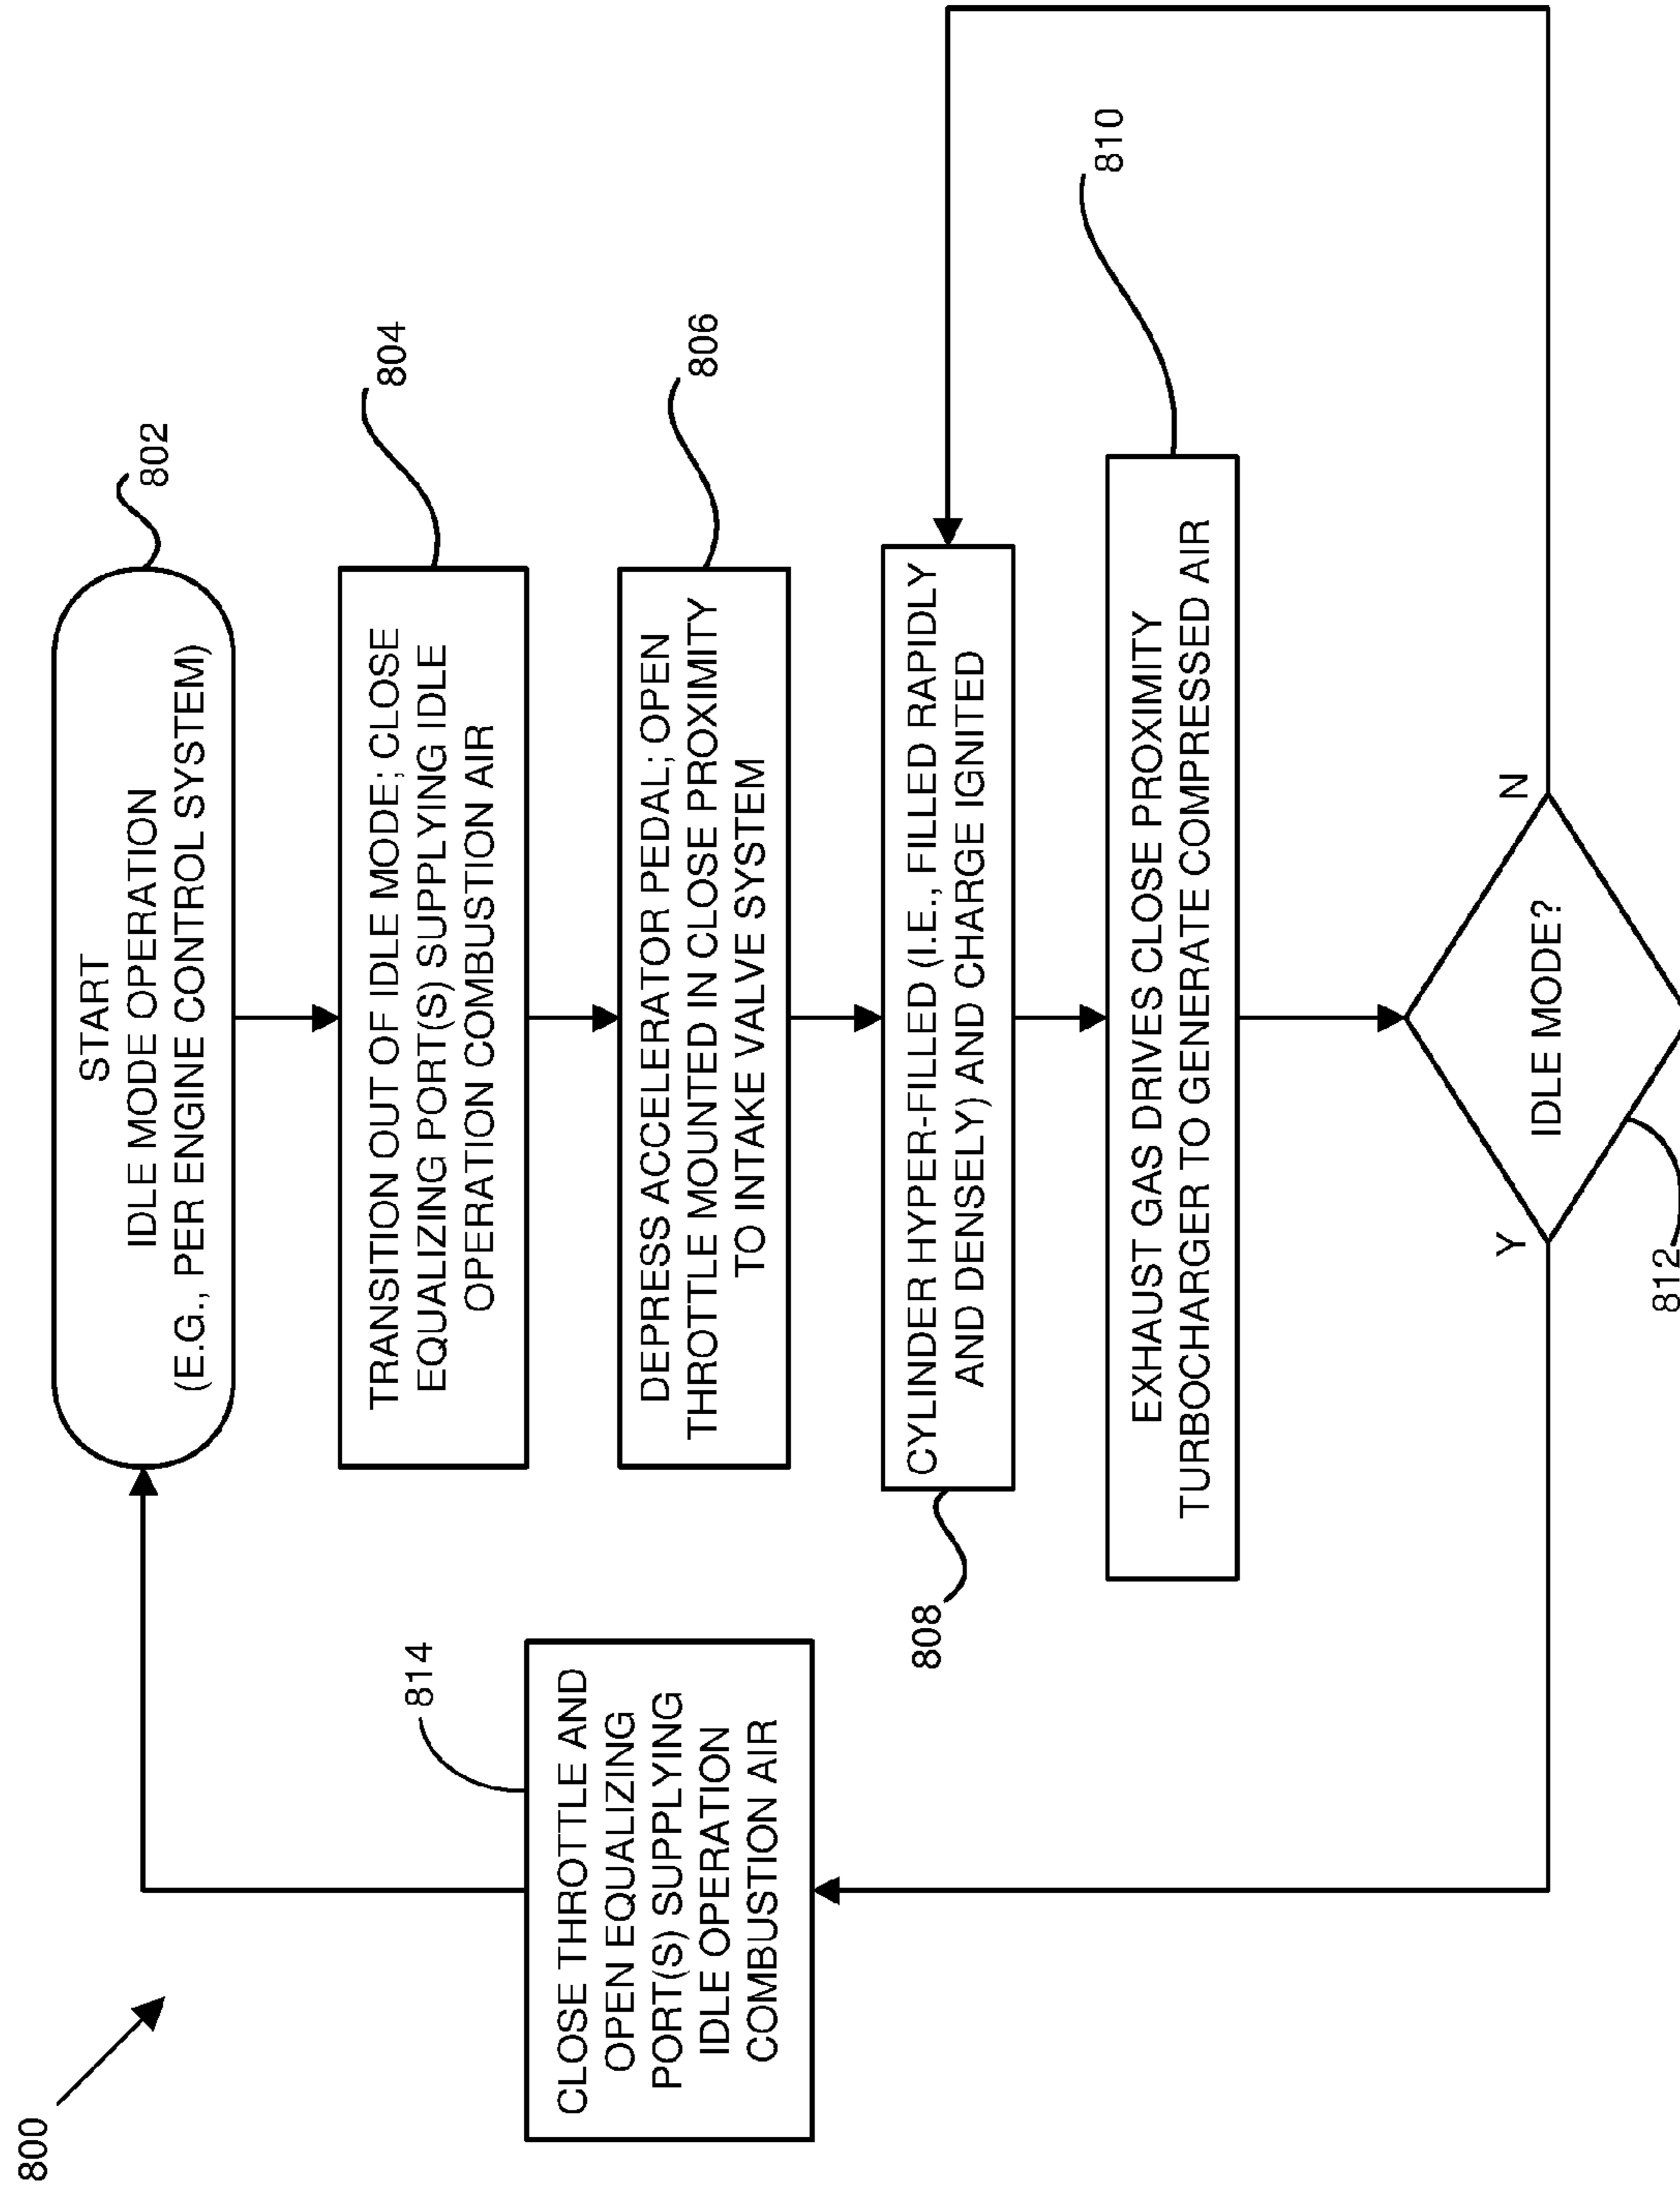 800
START
IDLE MODE OPERATION
(E.G., PER ENGINE CONTROL SYSTEM)
802
TRANSITION OUT OF IDLE MODE; CLOSE
EQUALIZING PORT(S) SUPPLYING IDLE
OPERATION COMBUSTION AIR
804
DEPRESS ACCELERATOR PEDAL; OPEN
THROTTLE MOUNTED IN CLOSE PROXIMITY
TO INTAKE VALVE SYSTEM
806
CYLINDER HYPER-FILLED (I.E., FILLED RAPIDLY
AND DENSELY) AND CHARGE IGNITED
808
EXHAUST GAS DRIVES CLOSE PROXIMITY
TURBOCHARGER TO GENERATE COMPRESSED AIR
810
IDLE MODE?
Y
N
812
CLOSE THROTTLE AND
OPEN EQUALIZING
PORT(S) SUPPLYING
IDLE OPERATION
COMBUSTION AIR
814